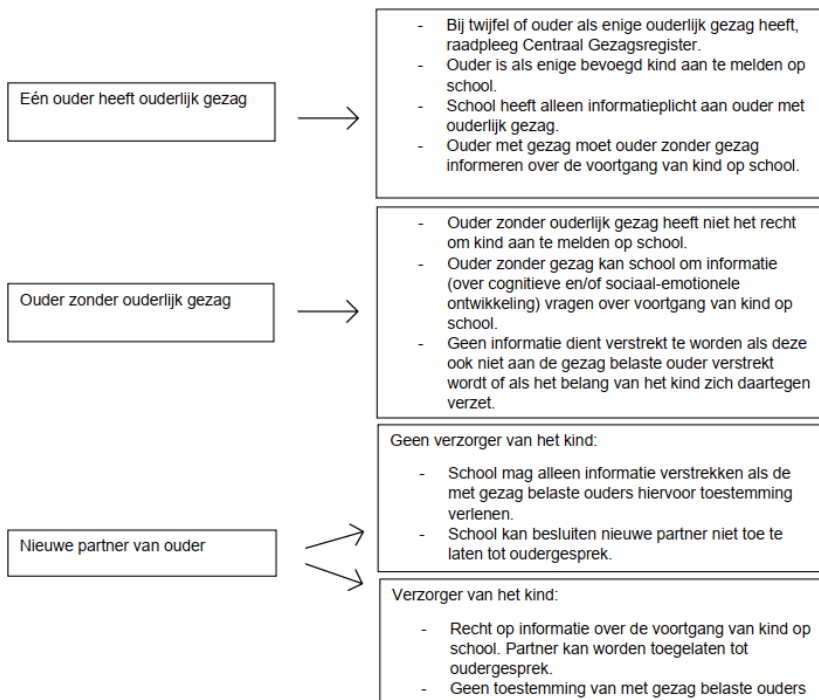 Eén ouder heeft ouderlijk gezag
- Bij twijfel of ouder als enige ouderlijk gezag heeft,
raadpleeg Centraal Gezagsregister.
- Ouder is als enige bevoegd kind aan te melden op
school.
- School heeft alleen informatieplicht aan ouder met
ouderlijk gezag.
- Ouder met gezag moet ouder zonder gezag
informeren over de voortgang van kind op school.
Ouder zonder ouderlijk gezag
- Ouder zonder ouderlijk gezag heeft niet het recht
om kind aan te melden op school.
- Ouder zonder gezag kan school om informatie
(over cognitieve en/of sociaal-emotionele
ontwikkeling) vragen over voortgang van kind op
school.
- Geen informatie dient verstrekt te worden als deze
ook niet aan de gezag belaste ouder verstrekt
wordt of als het belang van het kind zich daartegen
verzet.
Nieuwe partner van ouder
Geen verzorger van het kind:
- School mag alleen informatie verstrekken als de
met gezag belaste ouders hiervoor toestemming
verlenen.
- School kan besluiten nieuwe partner niet toe te
laten tot oudergesprek.
Verzorger van het kind:
- Recht op informatie over de voortgang van kind op
school. Partner kan worden toegelaten tot
oudergesprek.
- Geen toestemming van met gezag belaste ouders